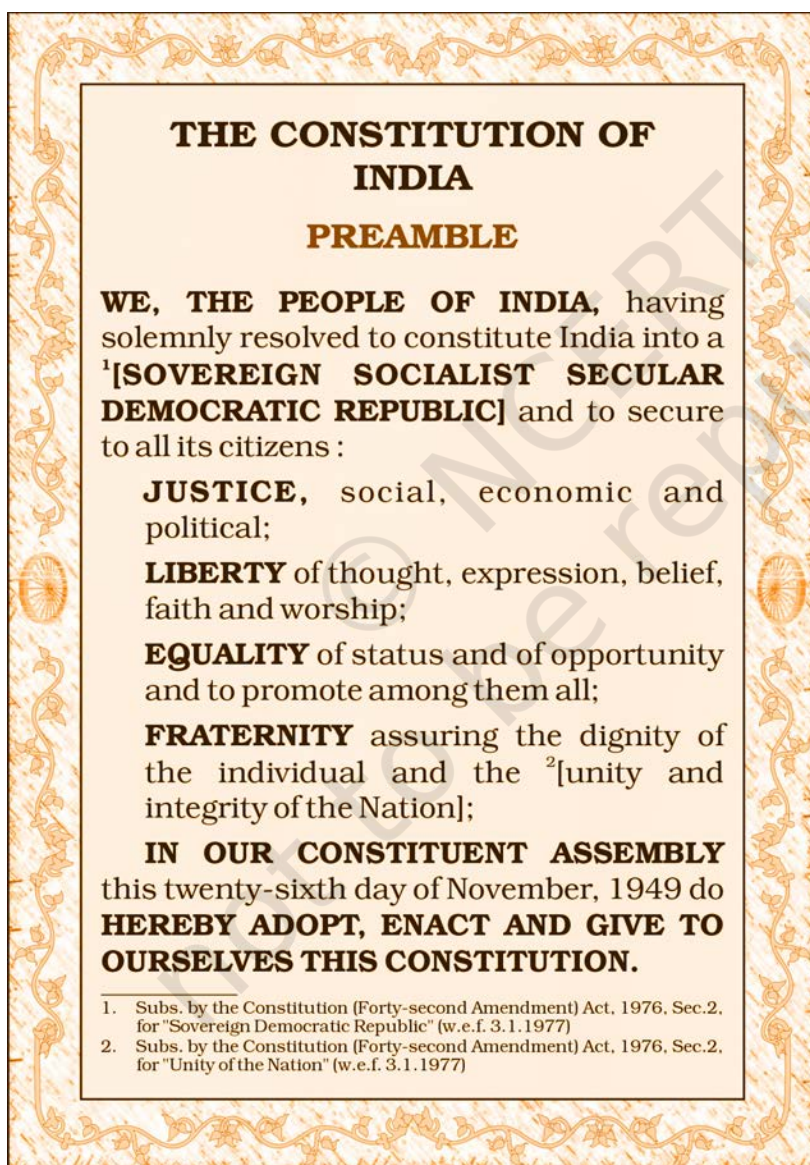 THE CONSTITUTION OF
INDIA
PREAMBLE
WE, THE PEOPLE OF INDIA, having
solemnly resolved to constitute India into a
¹[SOVEREIGN SOCIALIST SECULAR
DEMOCRATIC REPUBLIC] and to secure
to all its citizens :
JUSTICE, social, economic and
political;
LIBERTY of thought, expression, belief,
faith and worship;
EQUALITY of status and of opportunity
and to promote among them all;
FRATERNITY assuring the dignity of
the individual and the ²[unity and
integrity of the Nation];
IN OUR CONSTITUENT ASSEMBLY
this twenty-sixth day of November, 1949 do
HEREBY ADOPT, ENACT AND GIVE TO
OURSELVES THIS CONSTITUTION.
1. Subs. by the Constitution (Forty-second Amendment) Act, 1976, Sec.2,
for "Sovereign Democratic Republic" (w.e.f. 3.1.1977)
2. Subs. by the Constitution (Forty-second Amendment) Act, 1976, Sec.2,
for "Unity of the Nation" (w.e.f. 3.1.1977)
© NCERT
not to be